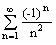 ∑_{n=1}^{∞} (-1)^n / n^2